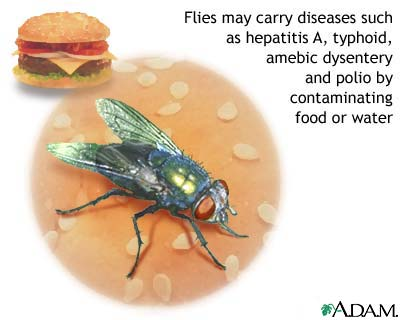 Flies may carry diseases such
as hepatitis A, typhoid,
amebic dysentery
and polio by
contaminating
food or water
A.D.A.M.